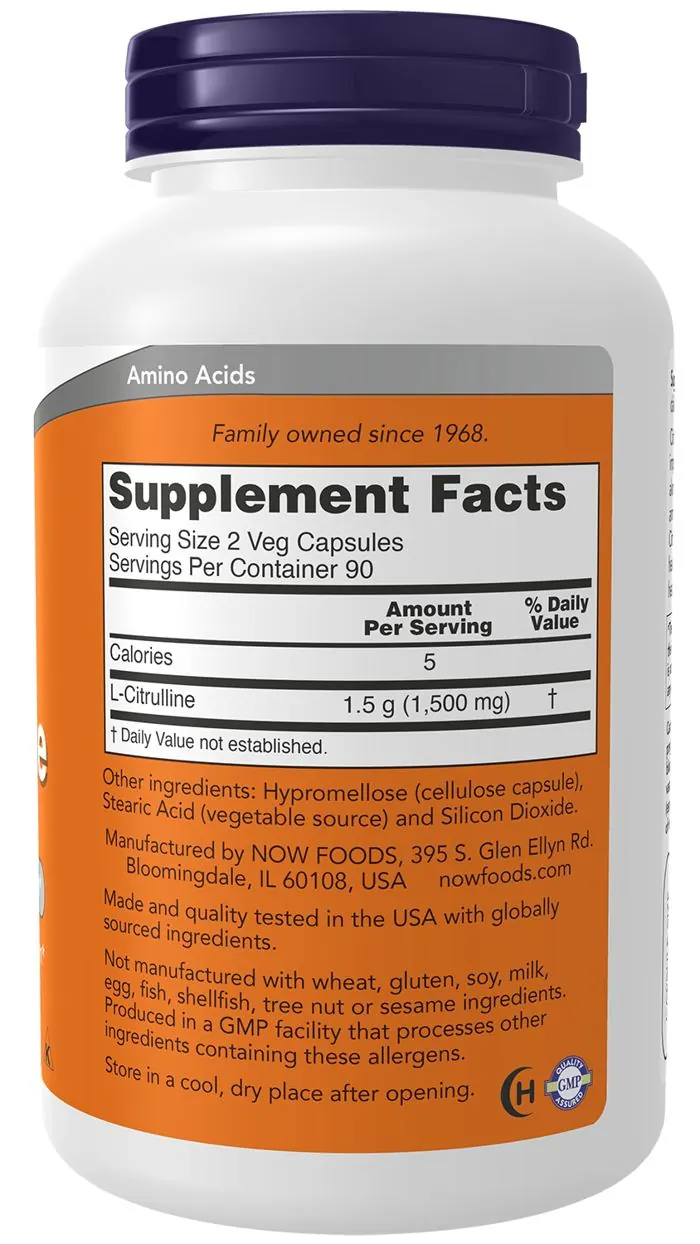 Amino Acids
Family owned since 1968.
Supplement Facts
Serving Size 2 Veg Capsules
Servings Per Container 90
Amount Per Serving
% Daily Value
Calories 5
L-Citrulline 1.5 g (1,500 mg) †
† Daily Value not established.
Other ingredients: Hypromellose (cellulose capsule),
Stearic Acid (vegetable source) and Silicon Dioxide.
Manufactured by NOW FOODS, 395 S. Glen Ellyn Rd.
Bloomingdale, IL 60108, USA nowfoods.com
Made and quality tested in the USA with globally
sourced ingredients.
Not manufactured with wheat, gluten, soy, milk,
egg, fish, shellfish, tree nut or sesame ingredients.
Produced in a GMP facility that processes other
ingredients containing these allergens.
Store in a cool, dry place after opening.
H
QUALITY
GMP
ASSURED
e
K